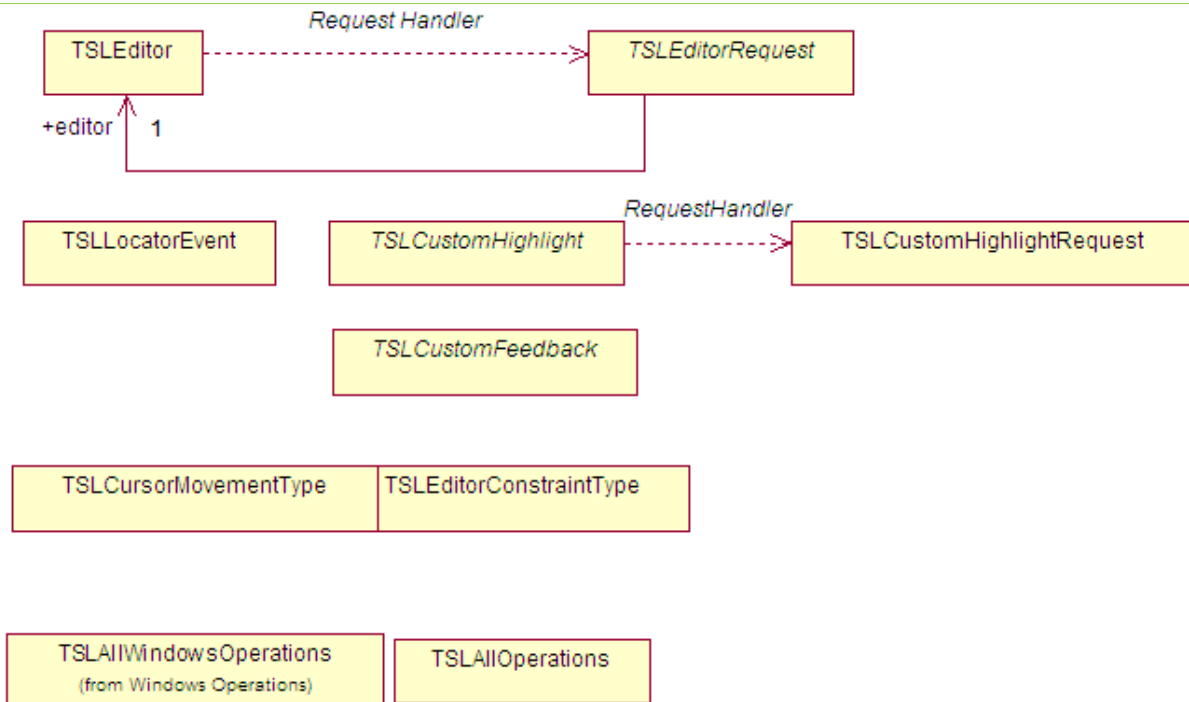 Request Handler
TSLEditor
TSLEditorRequest
+editor
1
RequestHandler
TSLLocatorEvent
TSLCustomHighlight
TSLCustomHighlightRequest
TSLCustomFeedback
TSLCursorMovementType
TSLEditorConstraintType
TSLAllWindowsOperations
(from Windows Operations)
TSLAllOperations